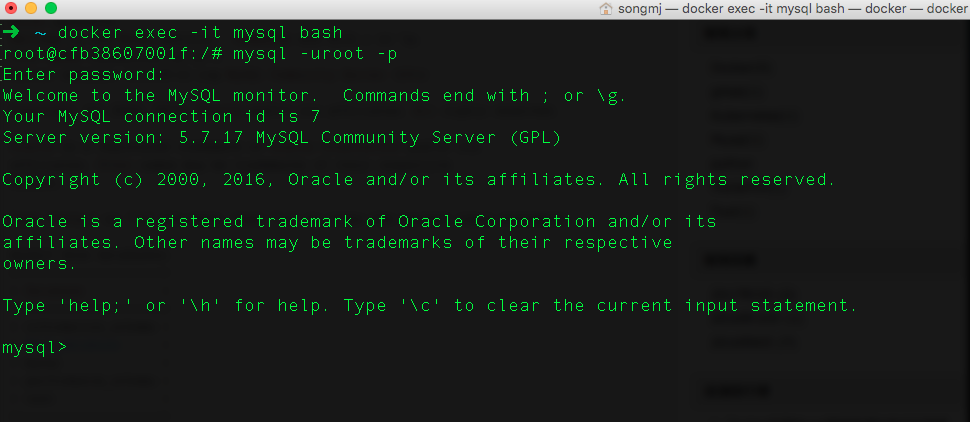 songmj — docker exec -it mysql bash — docker — docker
➜ ~ docker exec -it mysql bash
[root@cfb38607001f:/# mysql -uroot -p
[Enter password:
Welcome to the MySQL monitor.  Commands end with ; or \g.
Your MySQL connection id is 7
Server version: 5.7.17 MySQL Community Server (GPL)
Copyright (c) 2000, 2016, Oracle and/or its affiliates. All rights reserved.
Oracle is a registered trademark of Oracle Corporation and/or its
affiliates. Other names may be trademarks of their respective
owners.
Type 'help;' or '\h' for help. Type '\c' to clear the current input statement.
mysql>